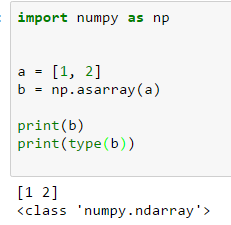 import numpy as np
a = [1, 2]
b = np.asarray(a)
print(b)
print(type(b))
[1 2]
<class 'numpy.ndarray'>